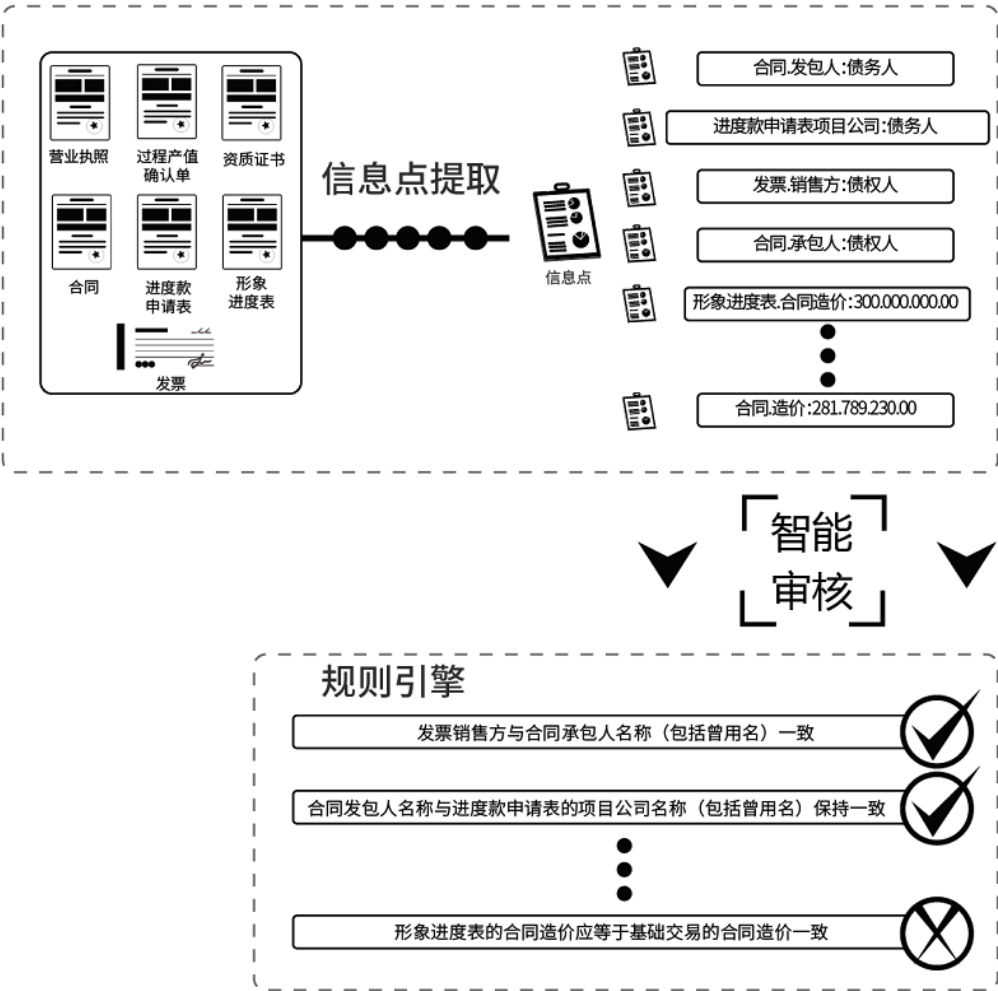 营业执照
过程产值
确认单
资质证书
合同
进度款
申请表
形象
进度表
发票
信息点提取
信息点
合同.发包人:债务人
进度款申请表项目公司:债务人
发票.销售方:债权人
合同.承包人:债权人
形象进度表.合同造价:300.000.000.00
合同.造价:281.789.230.00
智能
审核
规则引擎
发票销售方与合同承包人名称（包括曾用名）一致
合同发包人名称与进度款申请表的项目公司名称（包括曾用名）保持一致
形象进度表的合同造价应等于基础交易的合同造价一致